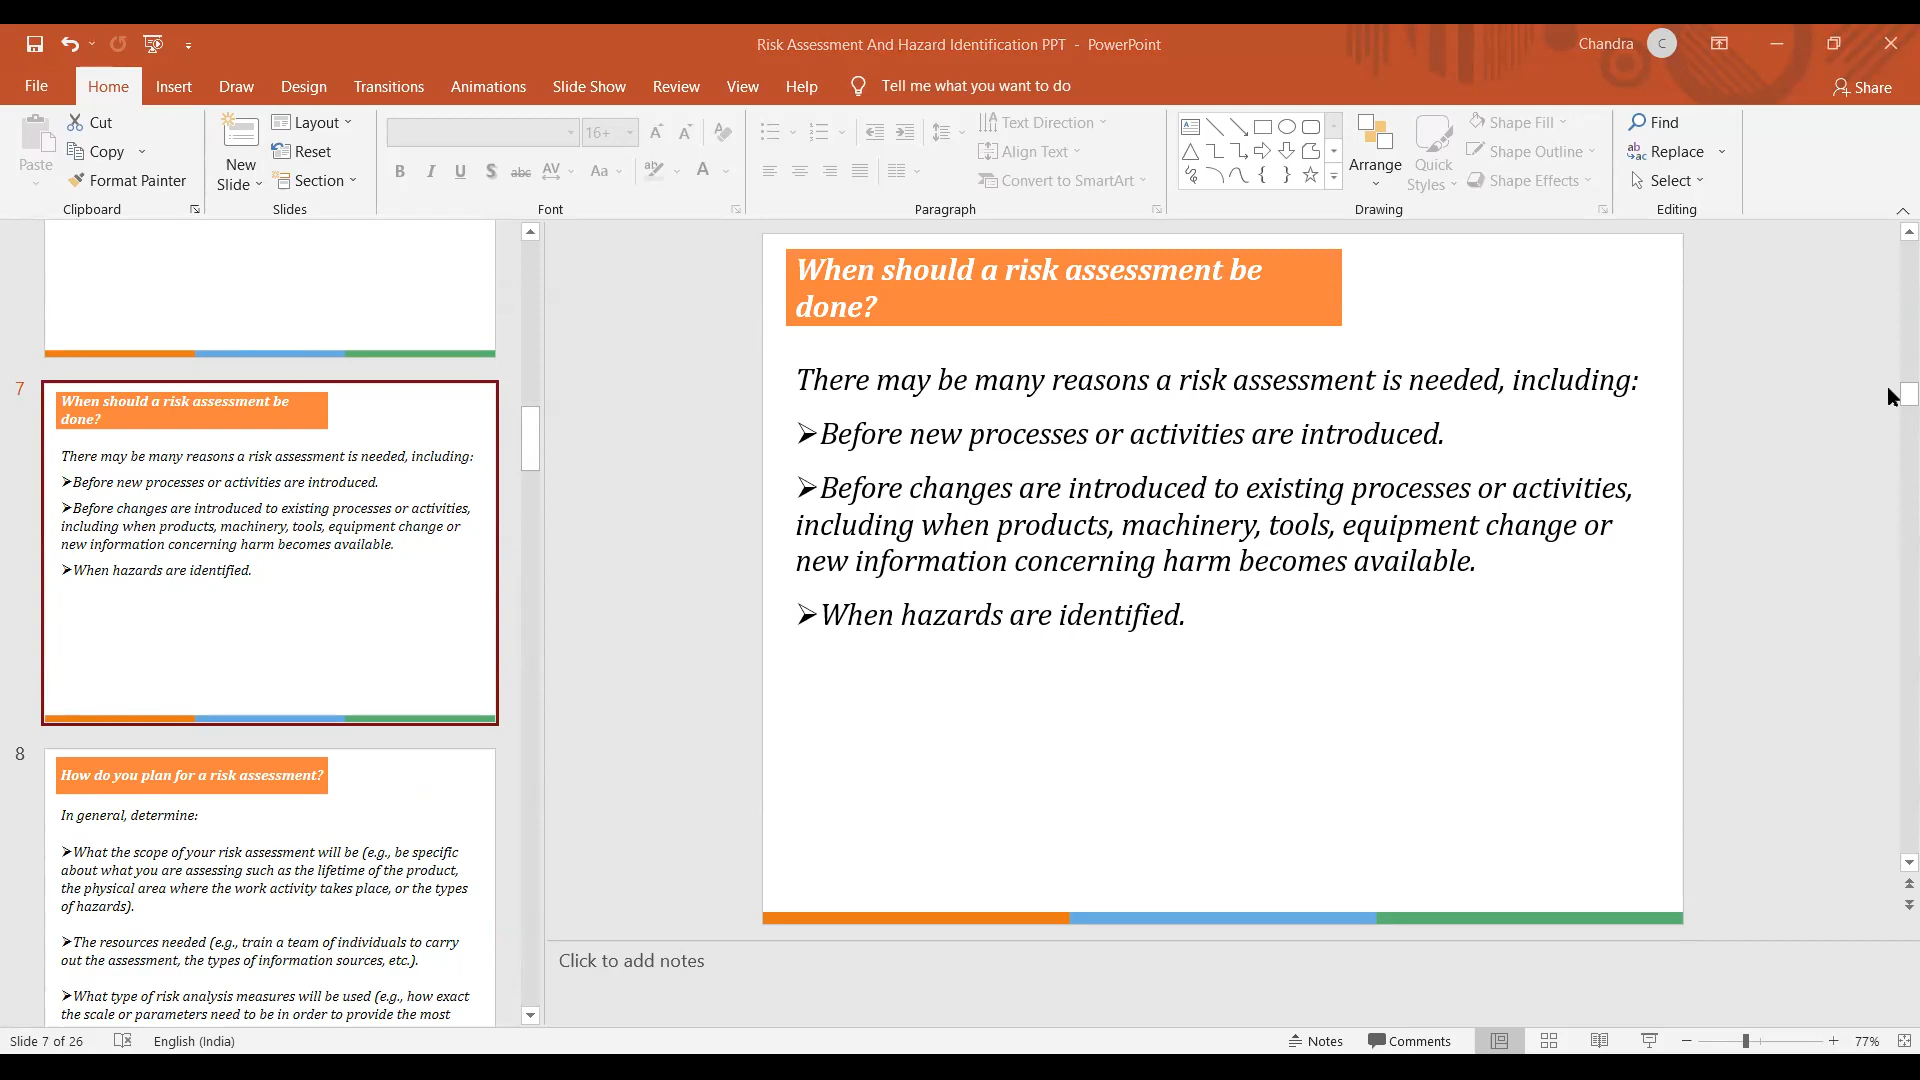 Risk Assessment And Hazard Identification PPT - PowerPoint
Chandra
C
File Home Insert Draw Design Transitions Animations Slide Show Review View Help Tell me what you want to do Share
Paste
Cut
Copy
Format Painter
Clipboard
New
Slide
Layout
Reset
Section
Slides
16+
B I U S abc AV Aa A
Font
Text Direction
Align Text
Convert to SmartArt
Paragraph
Arrange
Quick
Styles
Shape Fill
Shape Outline
Shape Effects
Drawing
Find
Replace
Select
Editing
7
When should a risk assessment be
done?
There may be many reasons a risk assessment is needed, including:
➢Before new processes or activities are introduced.
➢Before changes are introduced to existing processes or activities,
including when products, machinery, tools, equipment change or
new information concerning harm becomes available.
➢When hazards are identified.
8
How do you plan for a risk assessment?
In general, determine:
➢What the scope of your risk assessment will be (e.g., be specific
about what you are assessing such as the lifetime of the product,
the physical area where the work activity takes place, or the types
of hazards).
➢The resources needed (e.g., train a team of individuals to carry
out the assessment, the types of information sources, etc.).
➢What type of risk analysis measures will be used (e.g., how exact
the scale or parameters need to be in order to provide the most
When should a risk assessment be
done?
There may be many reasons a risk assessment is needed, including:
➢Before new processes or activities are introduced.
➢Before changes are introduced to existing processes or activities,
including when products, machinery, tools, equipment change or
new information concerning harm becomes available.
➢When hazards are identified.
Click to add notes
Slide 7 of 26
English (India)
Notes
Comments
77%